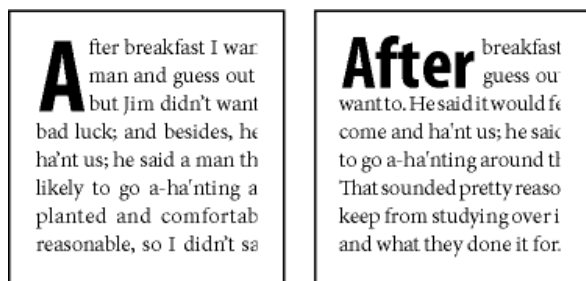 After breakfast I
man and guess out
but Jim didn't want
bad luck; and besides, he
ha'nt us; he said a man th
likely to go a-ha'nting a
planted and comfortab
reasonable, so I didn't sa
After breakfast
guess ou
want to. He said it would fe
come and ha'nt us; he said
to go a-ha'nting around th
That sounded pretty reaso
keep from studying over i
and what they done it for.